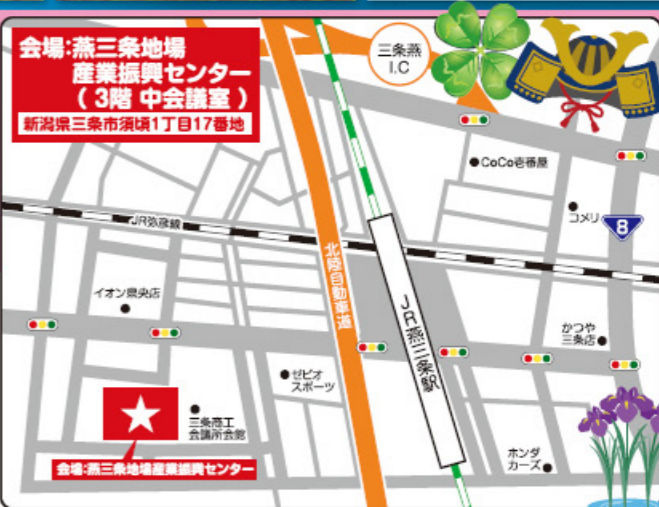 会場:燕三条地場
産業振興センター
( 3階 中会議室 )
新潟県三条市須頃1丁目17番地
三条燕
I.C
CoCo壱番屋
コメリ
8
JR弥彦線
北陸自動車道
イオン県央店
JR燕三条駅
かつや
三条店
ゼビオ
スポーツ
三条商工
会議所会館
会場:燕三条地場産業振興センター
ホンダ
カーズ